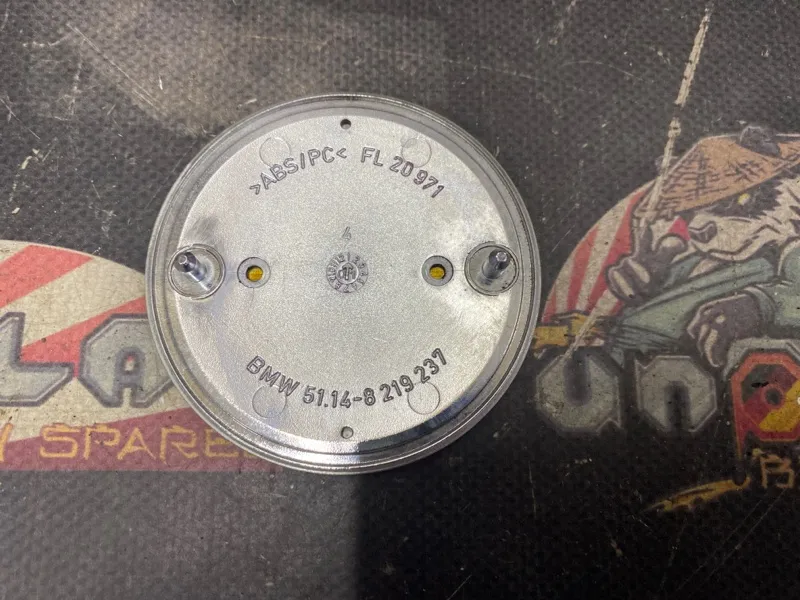 >ABS/PC< FL 20 971
4
BMW 51.14-8 219 237
SPARE